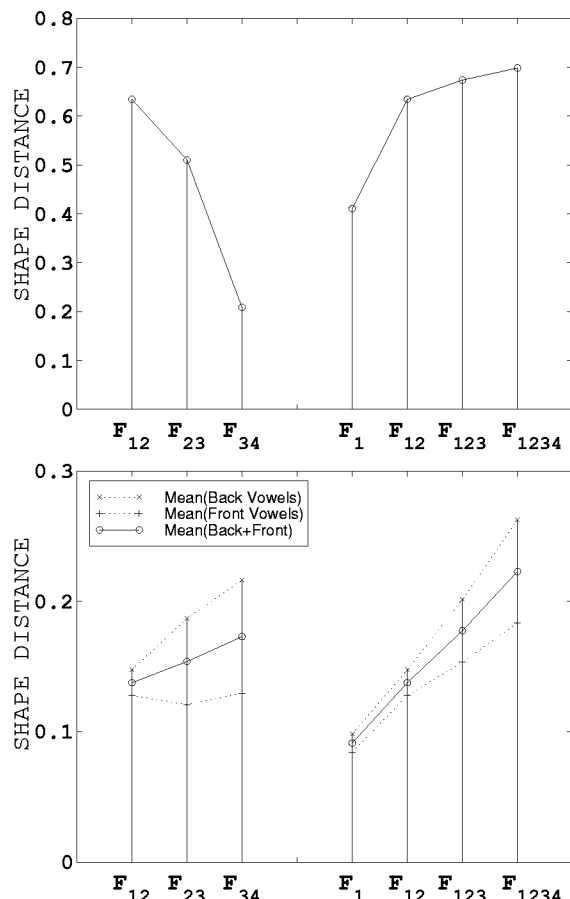 0.8
0.7
0.6
0.5
0.4
0.3
0.2
0.1
0
SHAPE DISTANCE
F12 F23 F34 F1 F12 F123 F1234
0.3
0.2
0.1
0
SHAPE DISTANCE
Mean(Back Vowels)
Mean(Front Vowels)
Mean(Back+Front)
F12 F23 F34 F1 F12 F123 F1234